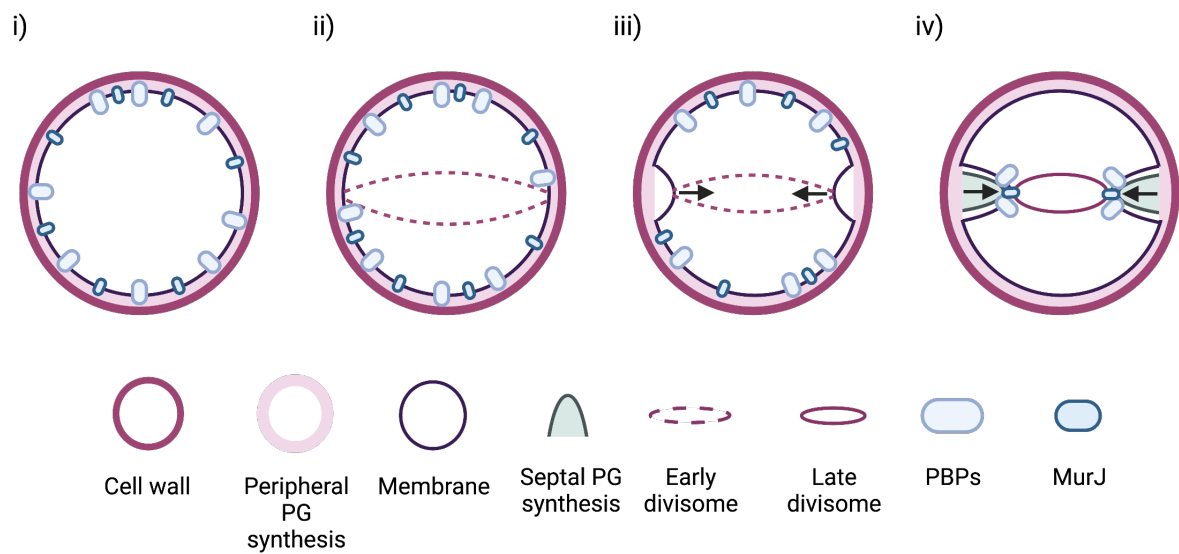 i)
ii)
iii)
iv)
Cell wall
Peripheral
PG
synthesis
Membrane
Septal PG
synthesis
Early
divisome
Late
divisome
PBPs
MurJ